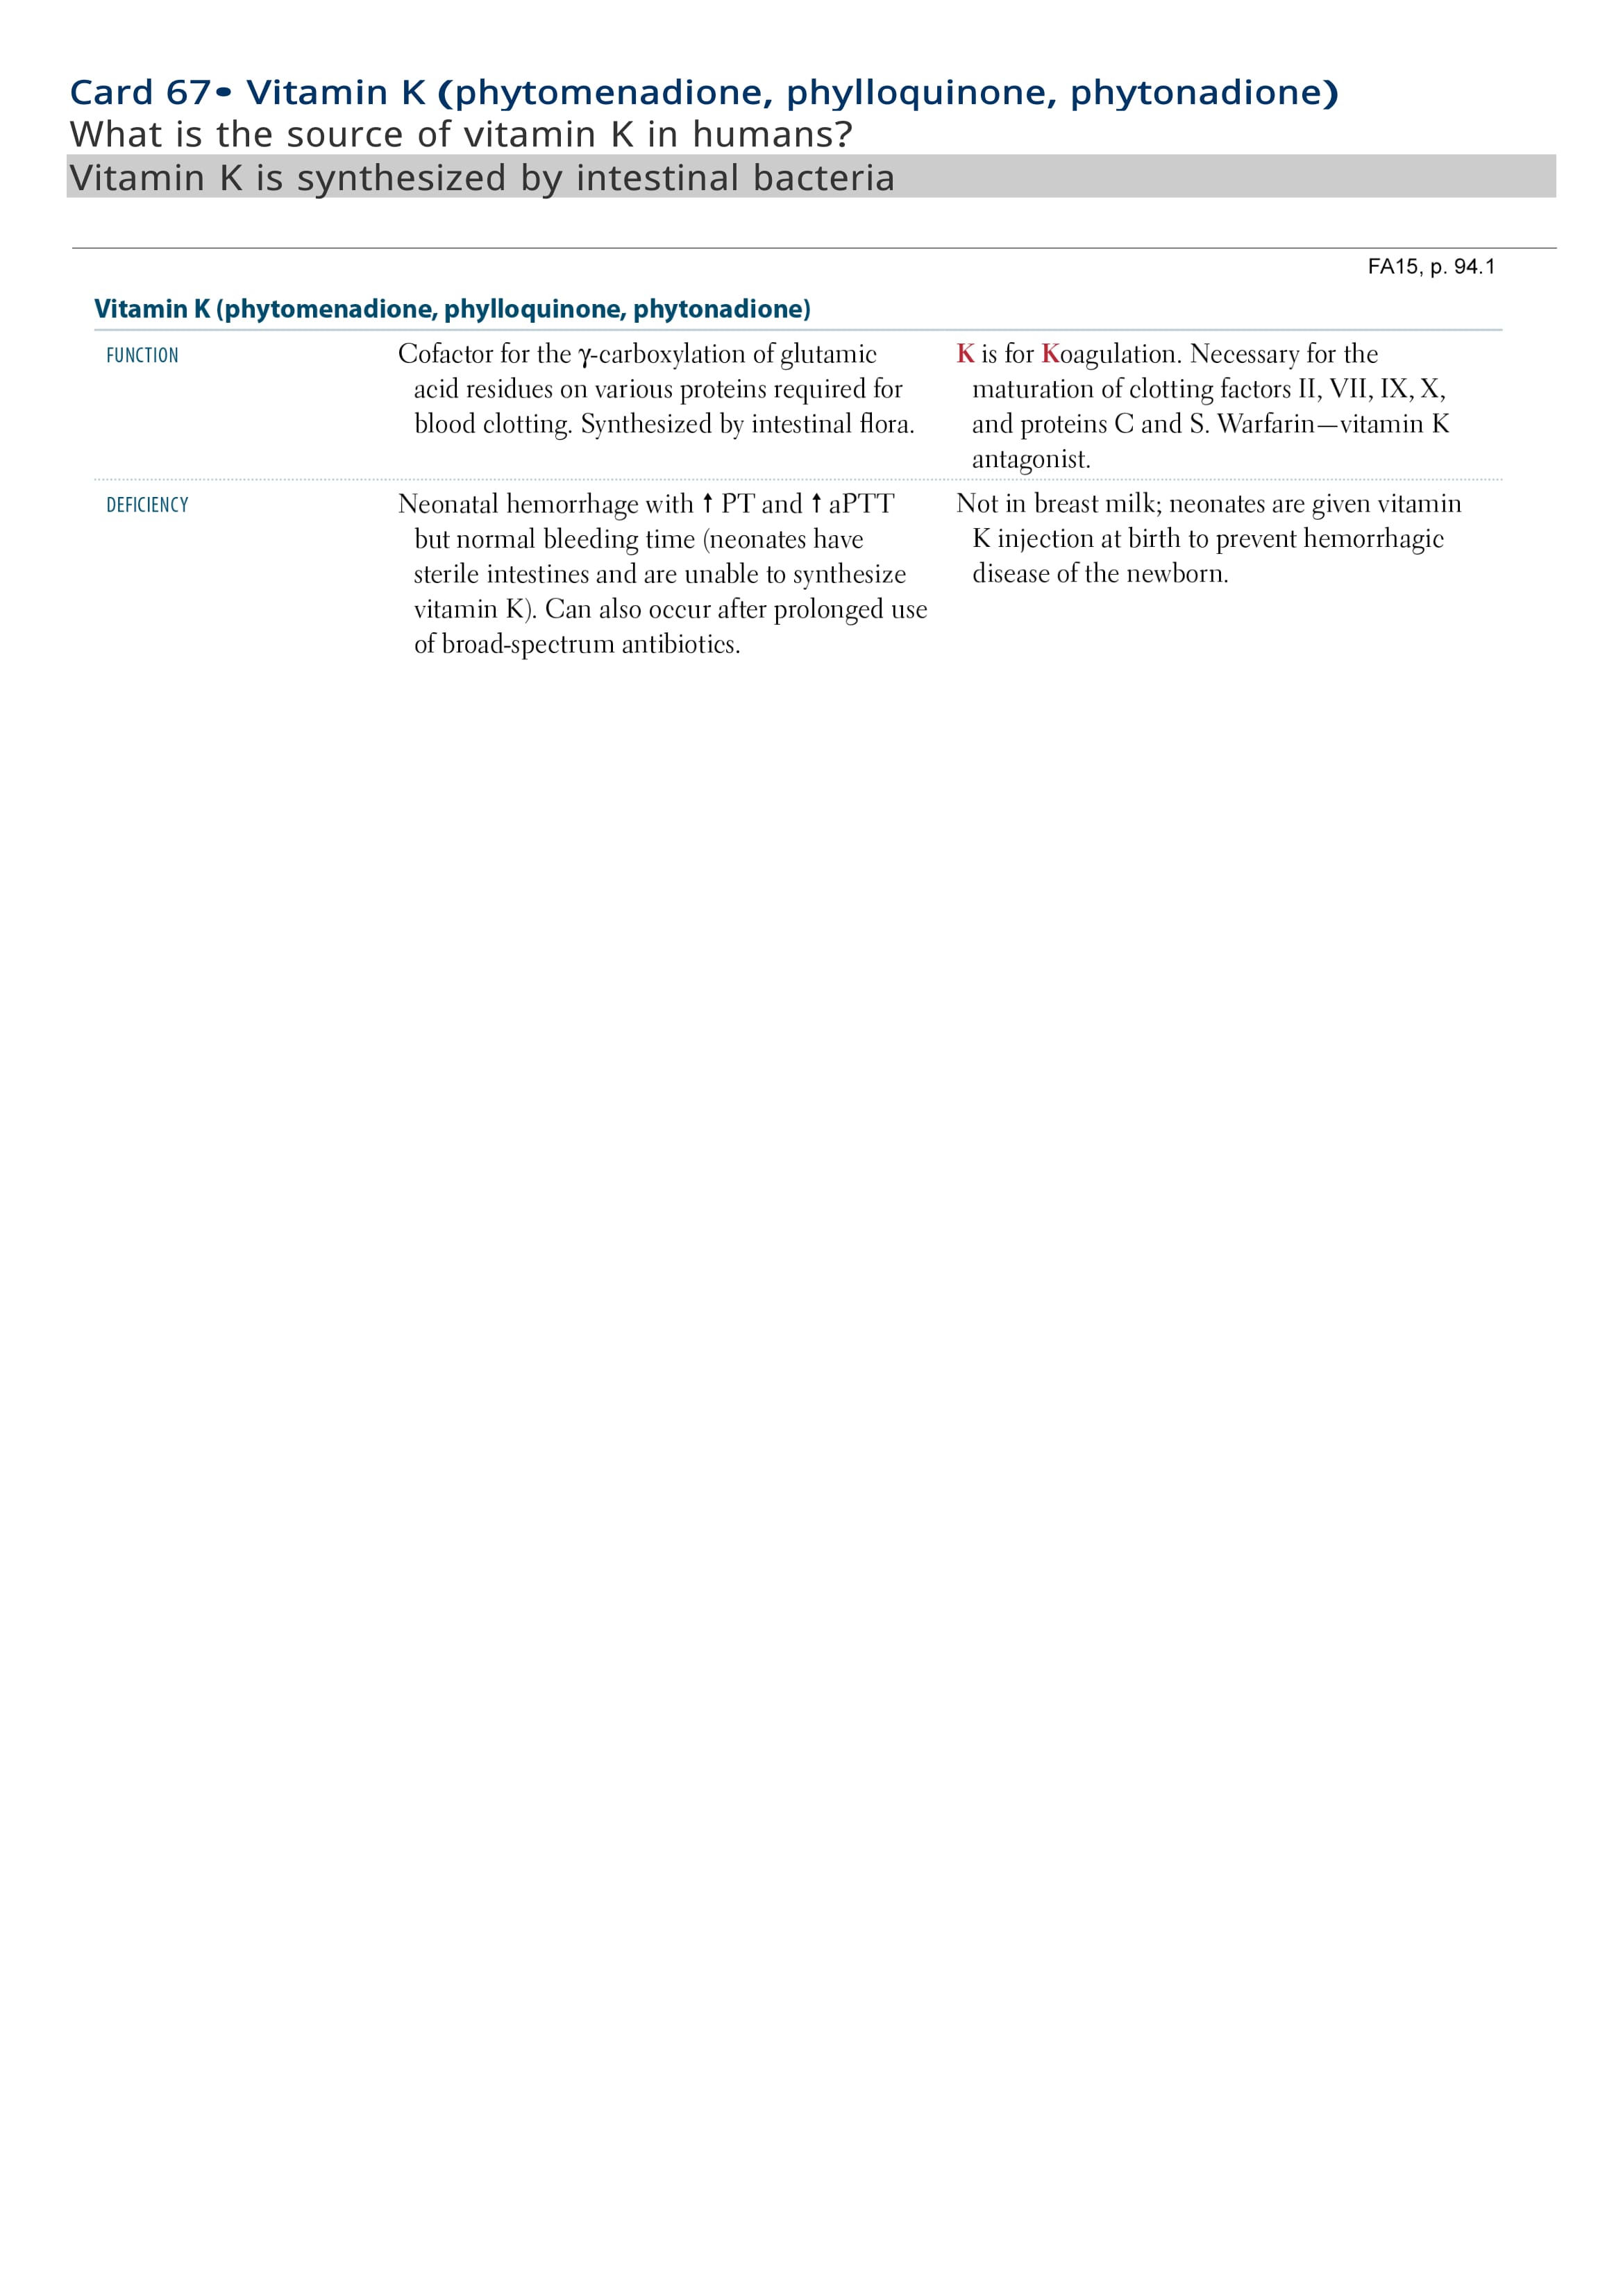 Card 67• Vitamin K (phytomenadione, phylloquinone, phytonadione)
What is the source of vitamin K in humans?
Vitamin K is synthesized by intestinal bacteria
FA15, p. 94.1
Vitamin K (phytomenadione, phylloquinone, phytonadione)
FUNCTION
Cofactor for the γ-carboxylation of glutamic
acid residues on various proteins required for
blood clotting. Synthesized by intestinal flora.
K is for Koagulation. Necessary for the
maturation of clotting factors II, VII, IX, X,
and proteins C and S. Warfarin—vitamin K
antagonist.
DEFICIENCY
Neonatal hemorrhage with ↑ PT and ↑ aPTT
but normal bleeding time (neonates have
sterile intestines and are unable to synthesize
vitamin K). Can also occur after prolonged use
of broad-spectrum antibiotics.
Not in breast milk; neonates are given vitamin
K injection at birth to prevent hemorrhagic
disease of the newborn.